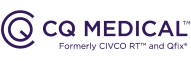 CQ MEDICAL™
Formerly CIVCO RT™ and Qfix®